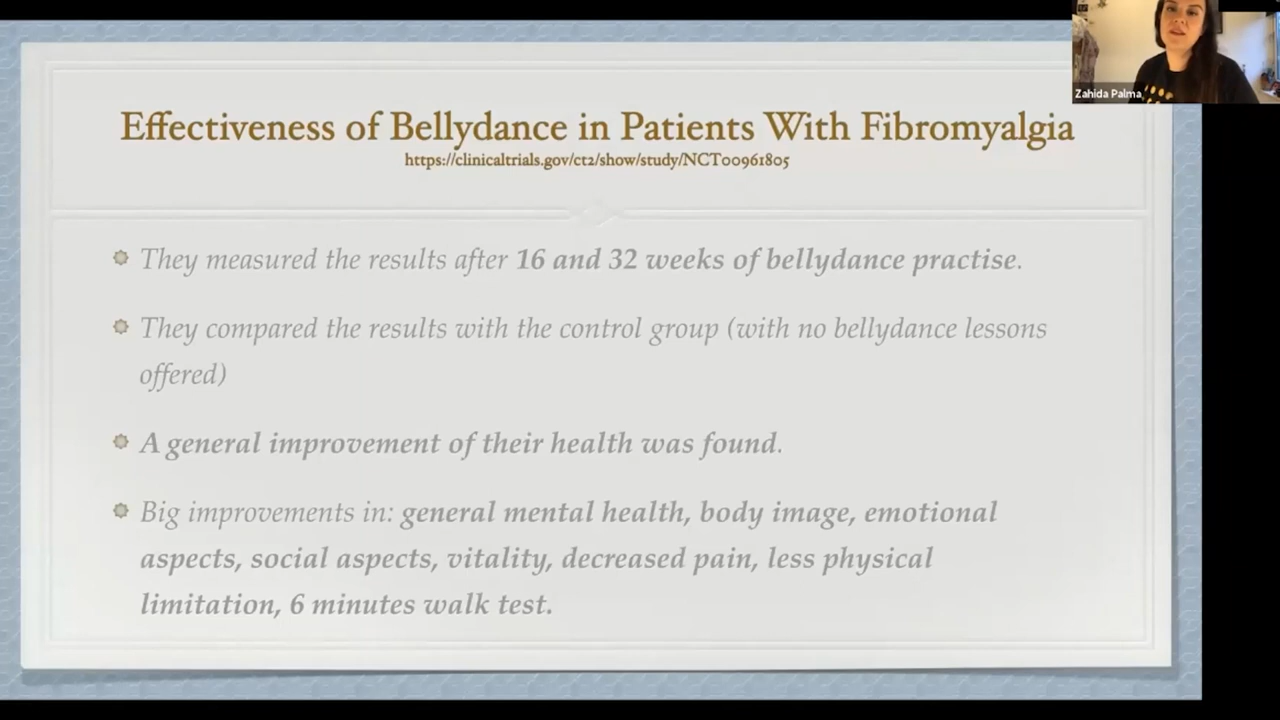 Effectiveness of Bellydance in Patients With Fibromyalgia
https://clinicaltrials.gov/ct2/show/study/NCT00961805
They measured the results after 16 and 32 weeks of bellydance practise.
They compared the results with the control group (with no bellydance lessons
offered)
A general improvement of their health was found.
Big improvements in: general mental health, body image, emotional
aspects, social aspects, vitality, decreased pain, less physical
limitation, 6 minutes walk test.
Zahida Palma